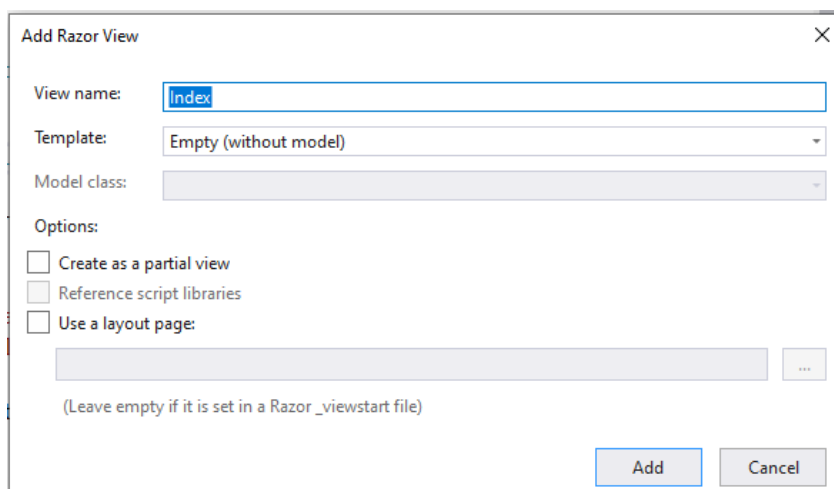 Add Razor View
View name: Index
Template: Empty (without model)
Model class:
Options:
Create as a partial view
Reference script libraries
Use a layout page:
...
(Leave empty if it is set in a Razor _viewstart file)
Add Cancel